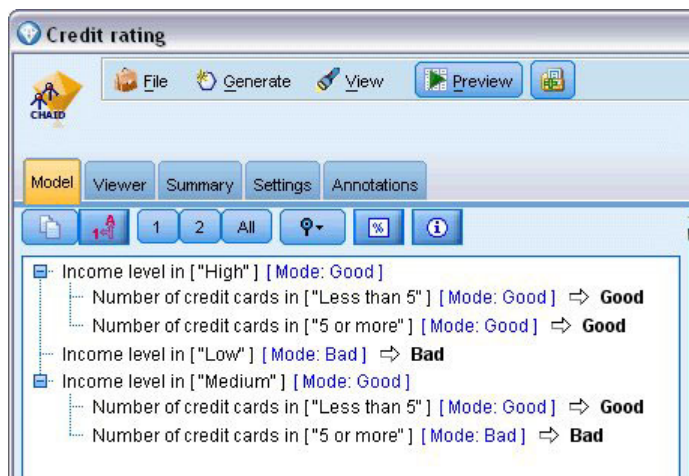 Credit rating
CHAID
File Generate View Preview
Model Viewer Summary Settings Annotations
1 2 All %
Income level in ["High"] [Mode: Good]
Number of credit cards in ["Less than 5"] [Mode: Good] ⇨ Good
Number of credit cards in ["5 or more"] [Mode: Good] ⇨ Good
Income level in ["Low"] [Mode: Bad] ⇨ Bad
Income level in ["Medium"] [Mode: Good]
Number of credit cards in ["Less than 5"] [Mode: Good] ⇨ Good
Number of credit cards in ["5 or more"] [Mode: Bad] ⇨ Bad